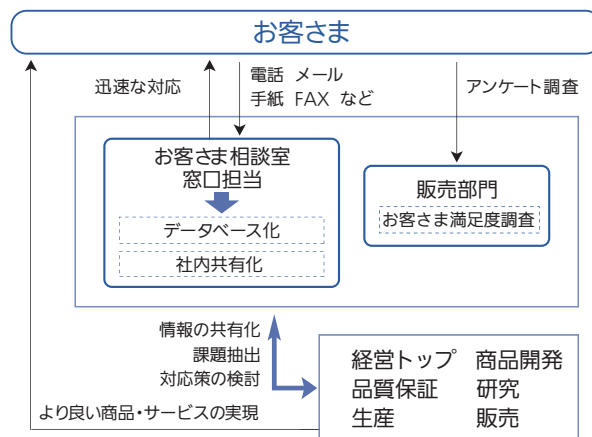 お客さま
迅速な対応
電話 メール
手紙 FAX など
アンケート調査
お客さま相談室
窓口担当
データベース化
社内共有化
販売部門
お客さま満足度調査
情報の共有化
課題抽出
対応策の検討
より良い商品・サービスの実現
経営トップ 商品開発
品質保証 研究
生産 販売